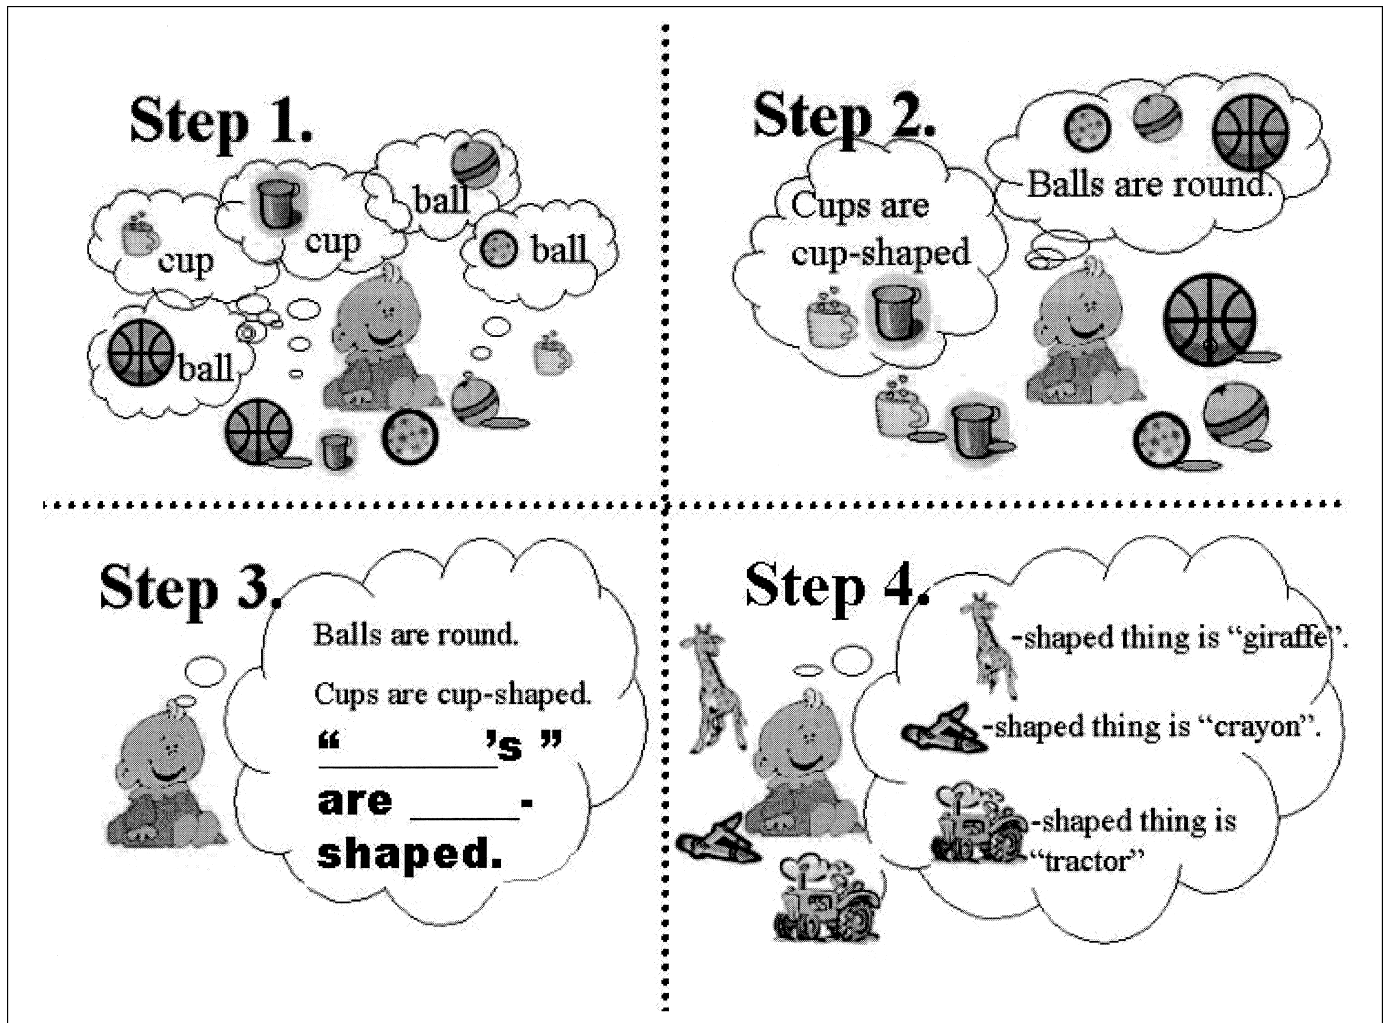 Step 1.
cup
cup
ball
ball
ball
Step 2.
Cups are
cup-shaped
Balls are round.
Step 3.
Balls are round.
Cups are cup-shaped.
“_________’s ”
are _____-
shaped.
Step 4.
-shaped thing is “giraffe”.
-shaped thing is “crayon”.
-shaped thing is
“tractor”